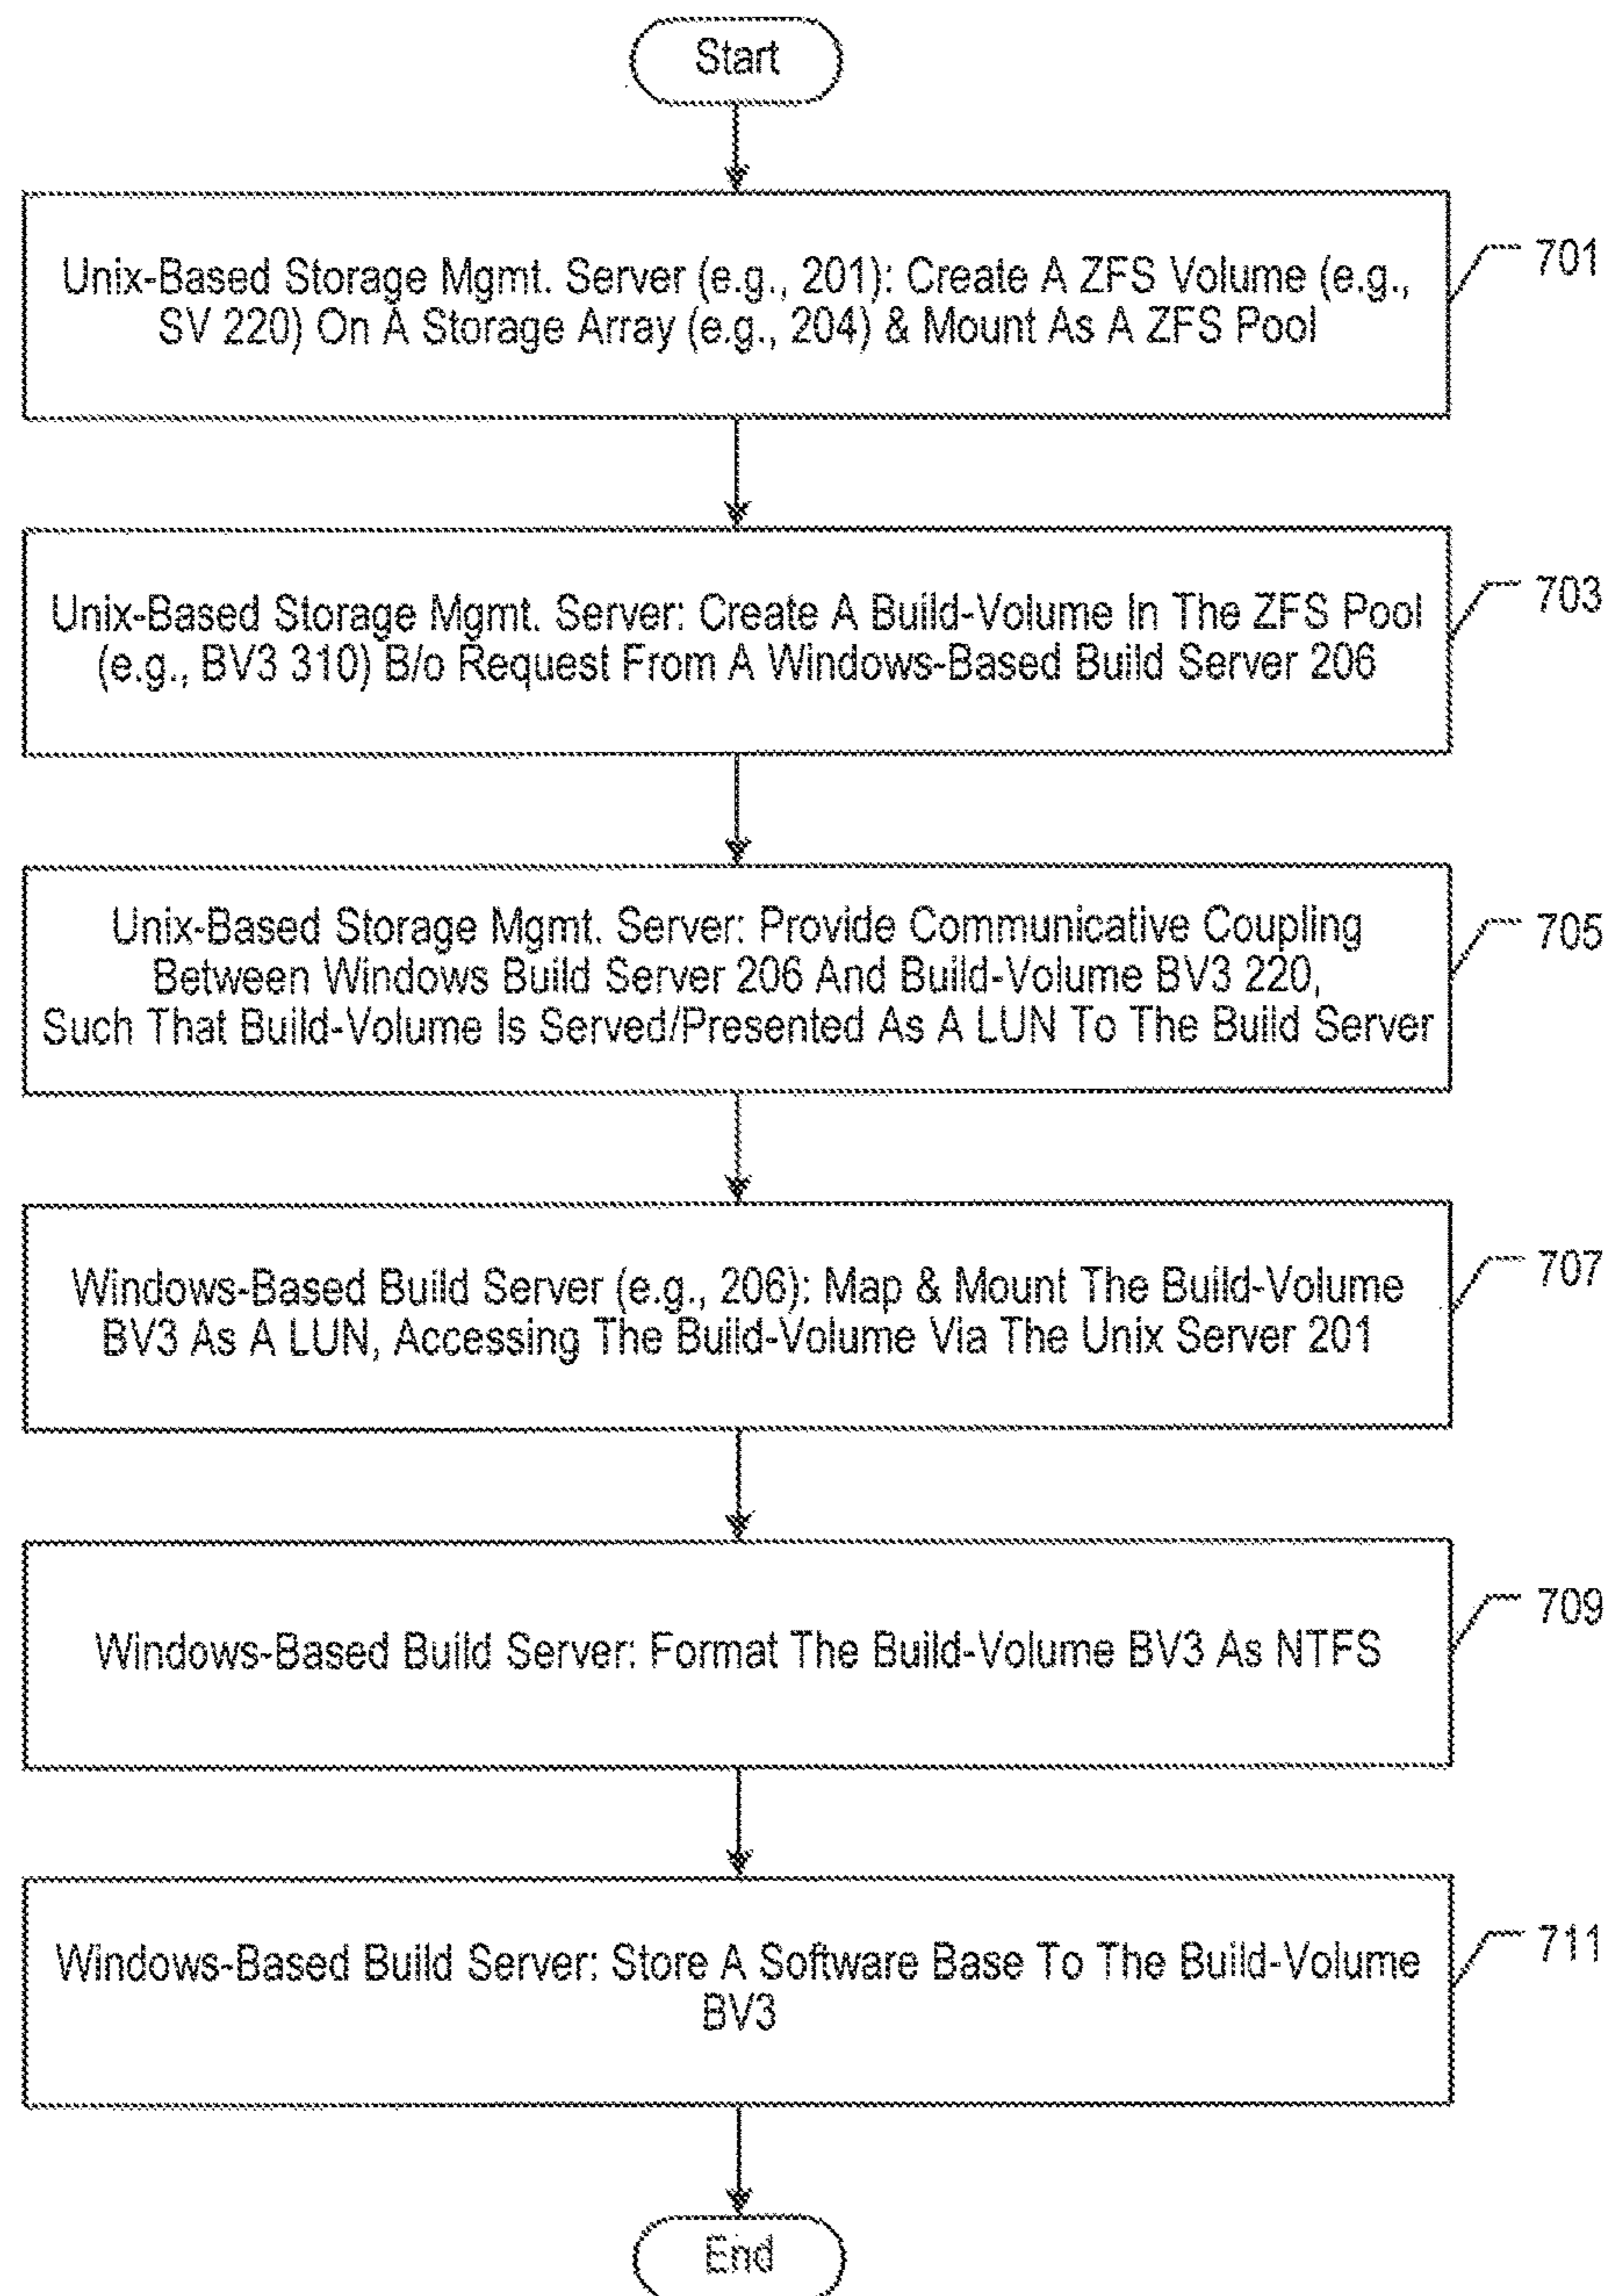 Start
Unix-Based Storage Mgmt. Server (e.g., 201): Create A ZFS Volume (e.g.,
SV 220) On A Storage Array (e.g., 204) & Mount As A ZFS Pool
701
Unix-Based Storage Mgmt. Server: Create A Build-Volume In The ZFS Pool
(e.g., BV3 310) B/o Request From A Windows-Based Build Server 206
703
Unix-Based Storage Mgmt. Server: Provide Communicative Coupling
Between Windows Build Server 206 And Build-Volume BV3 220,
Such That Build-Volume Is Served/Presented As A LUN To The Build Server
705
Windows-Based Build Server (e.g., 206): Map & Mount The Build-Volume
BV3 As A LUN, Accessing The Build-Volume Via The Unix Server 201
707
Windows-Based Build Server: Format The Build-Volume BV3 As NTFS
709
Windows-Based Build Server: Store A Software Base To The Build-Volume
BV3
711
End